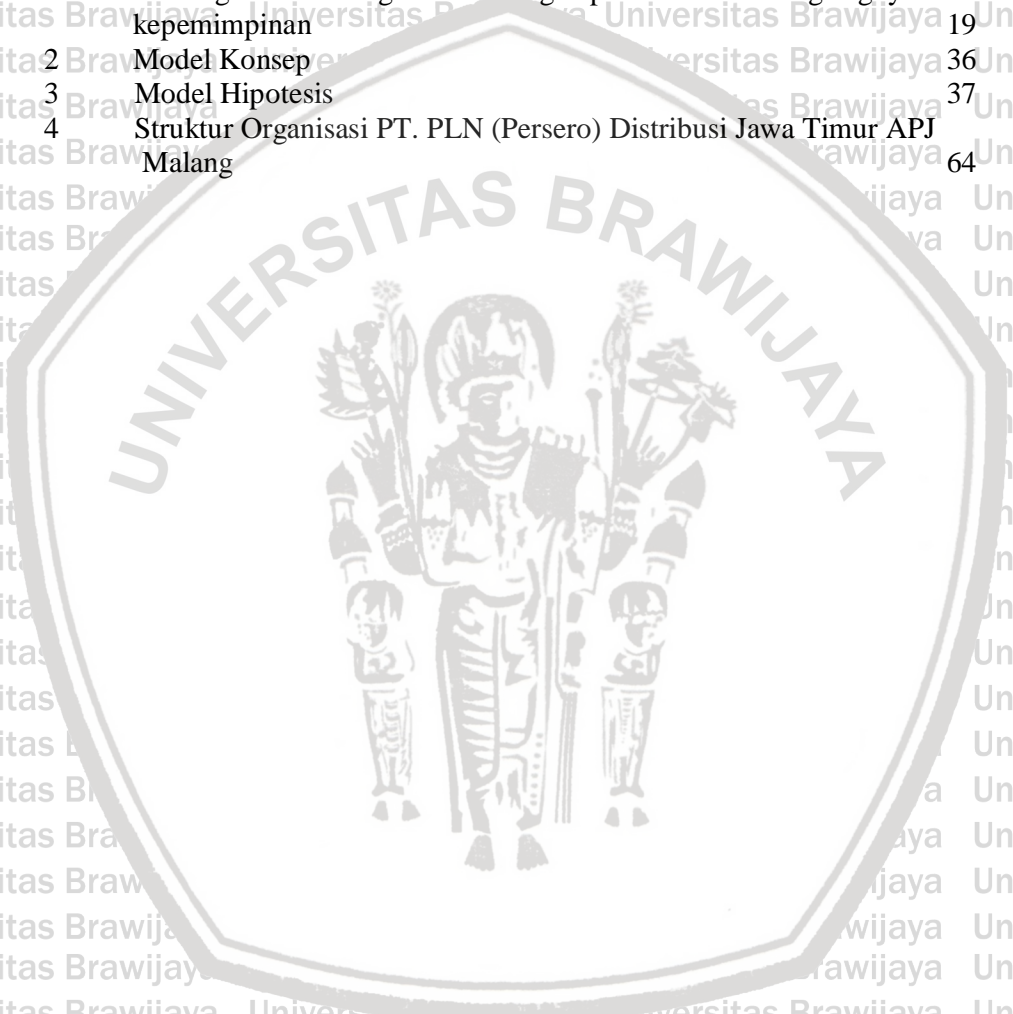 kepemimpinan 19
2 Model Konsep 36
3 Model Hipotesis 37
4 Struktur Organisasi PT. PLN (Persero) Distribusi Jawa Timur APJ
Malang 64
UNIVERSITAS BRAWIJAYA